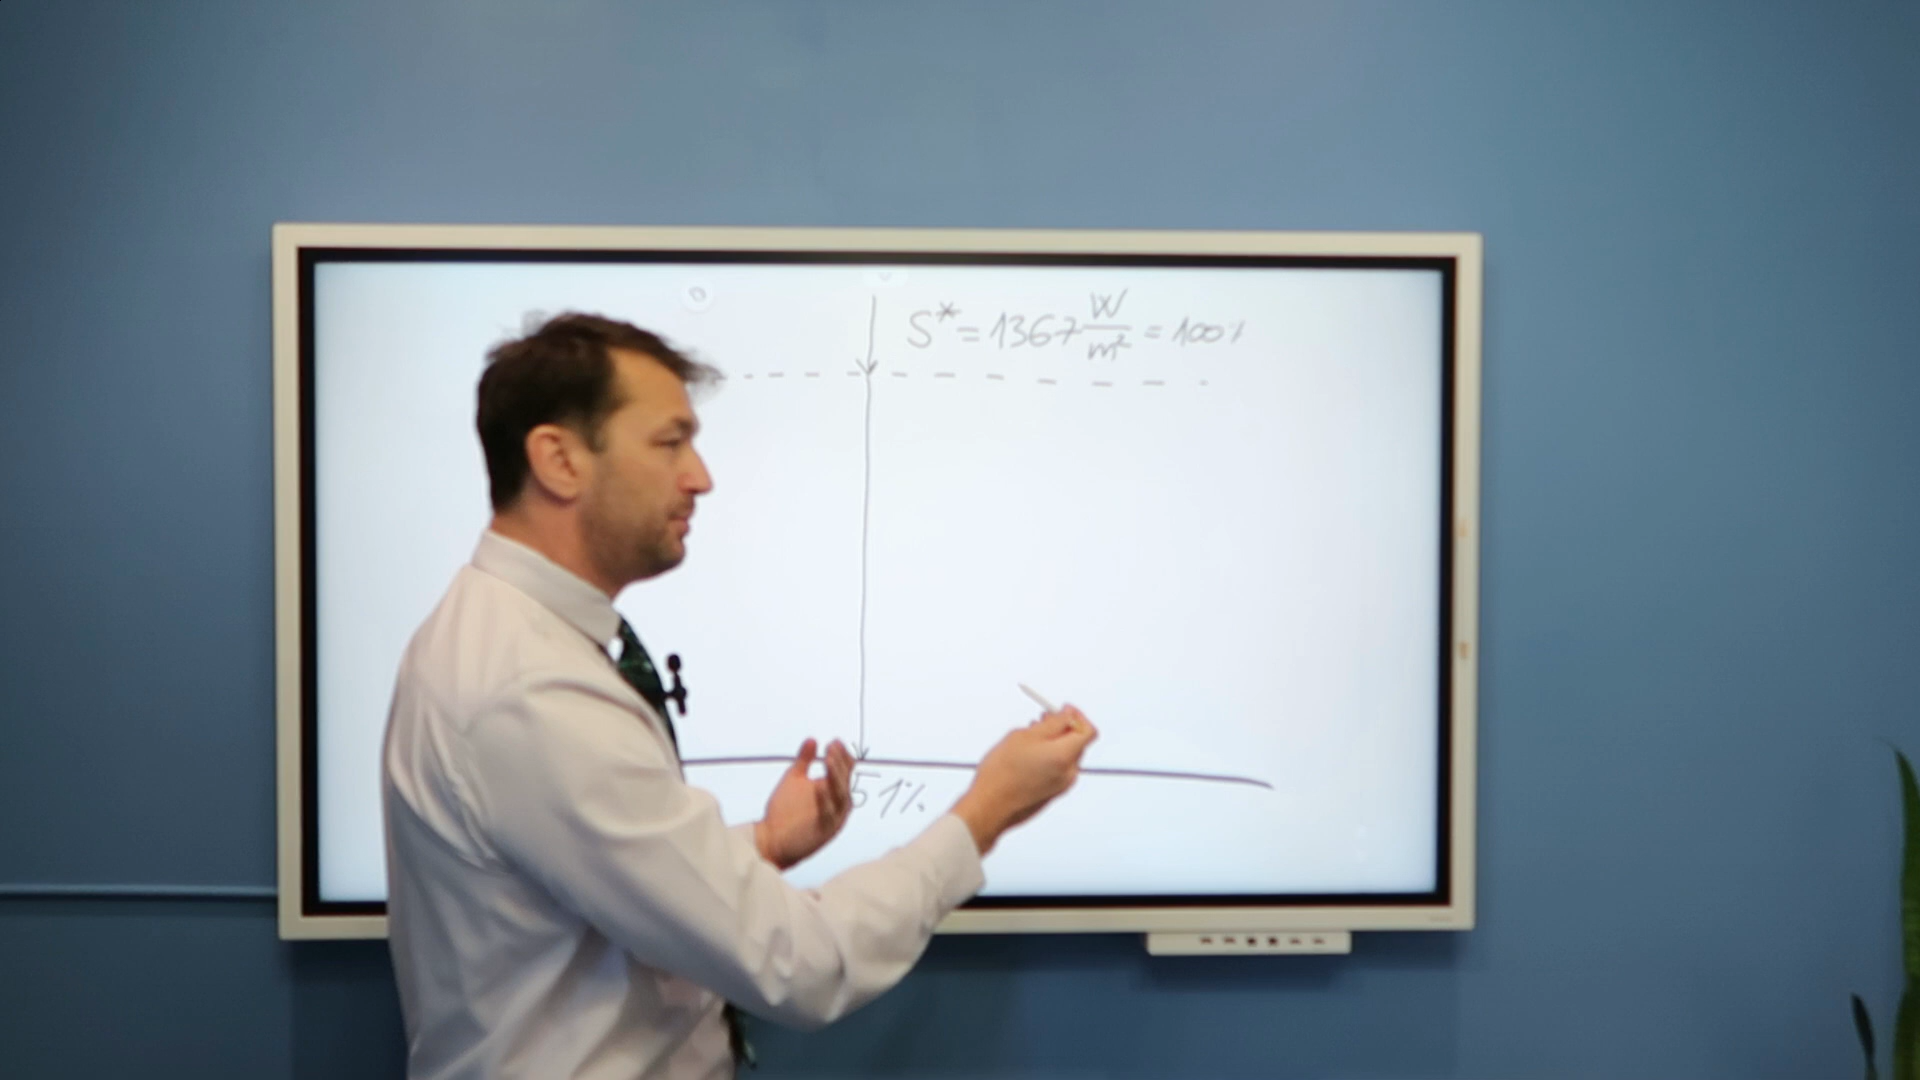 S* = 1367 W/m² = 100%
51%